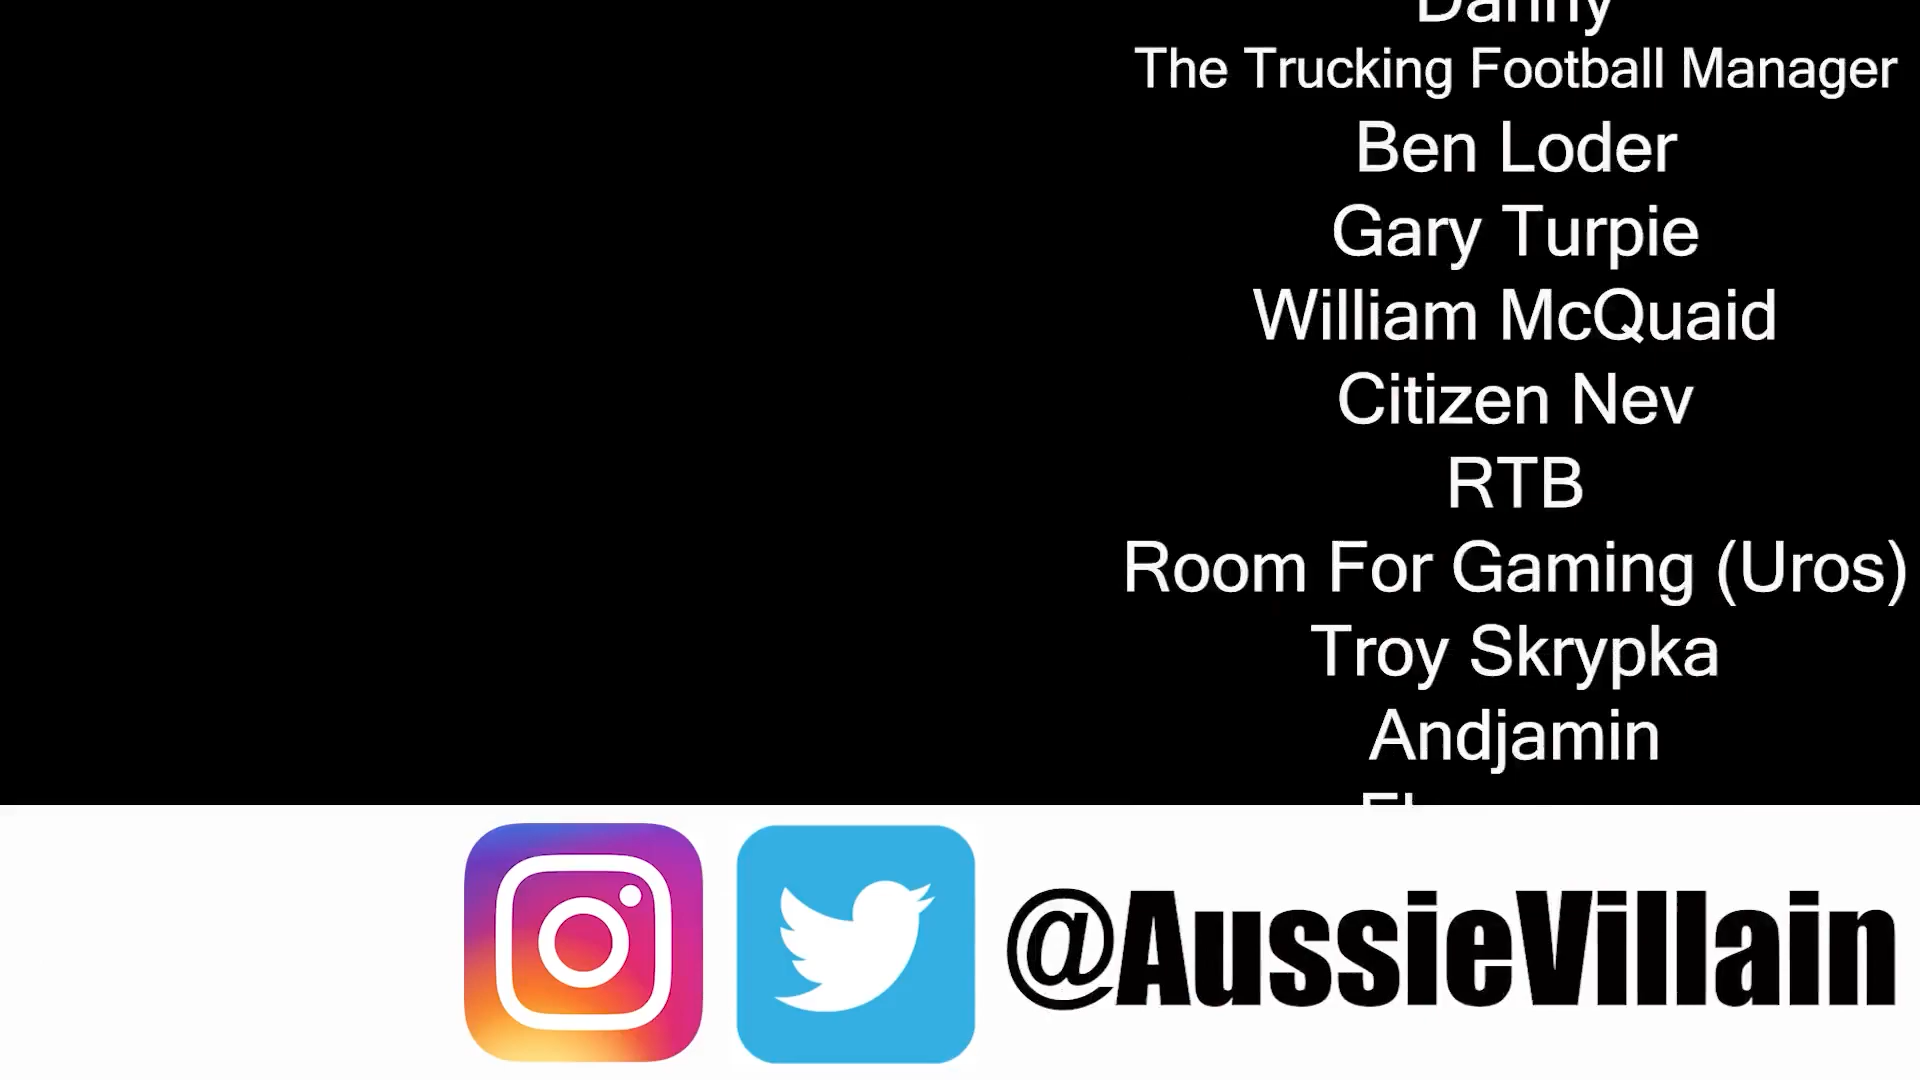 Danny
The Trucking Football Manager
Ben Loder
Gary Turpie
William McQuaid
Citizen Nev
RTB
Room For Gaming (Uros)
Troy Skrypka
Andjamin
@AussieVillain